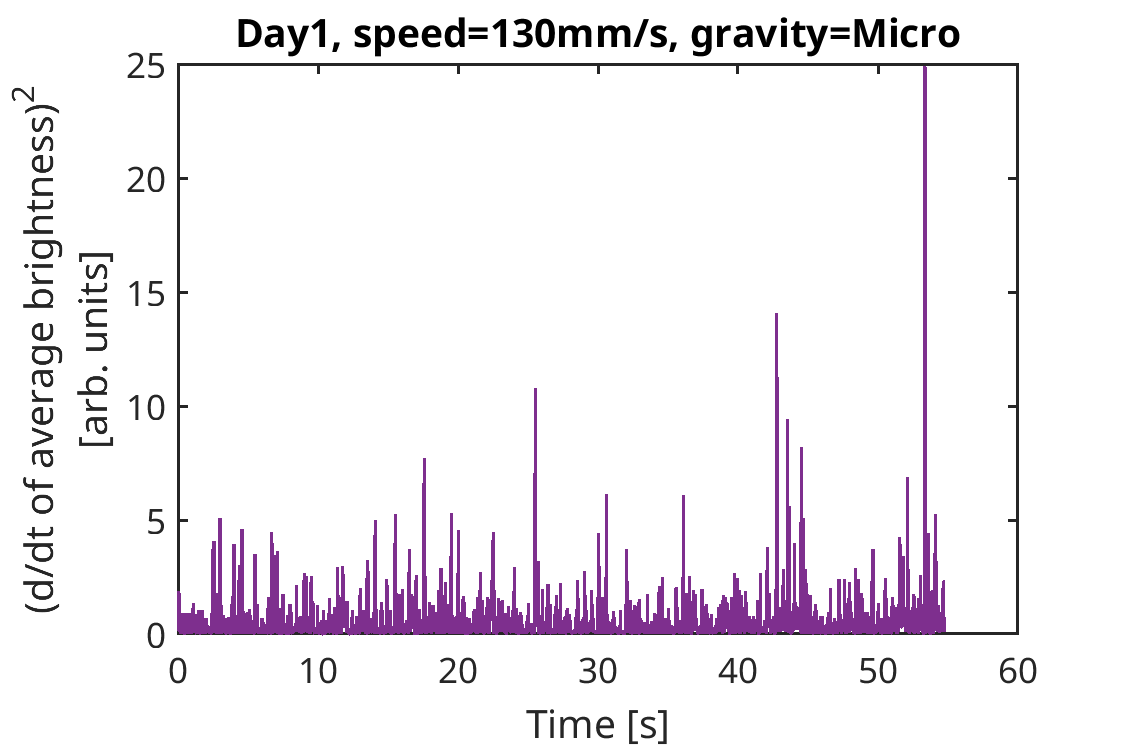 Day1, speed=130mm/s, gravity=Micro
(d/dt of average brightness)²
[arb. units]
25
20
15
10
5
0
0 10 20 30 40 50 60
Time [s]